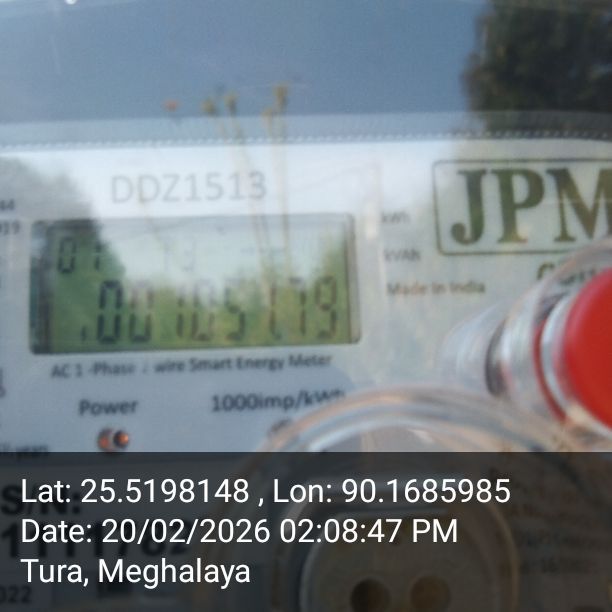 DDZ1513
JPM
kWh
kVAh
01
Made in India
AC 1 -Phase 2 wire Smart Energy Meter
Power
1000imp/kWh
S/N:
Lat: 25.5198148 , Lon: 90.1685985
Date: 20/02/2026 02:08:47 PM
Tura, Meghalaya